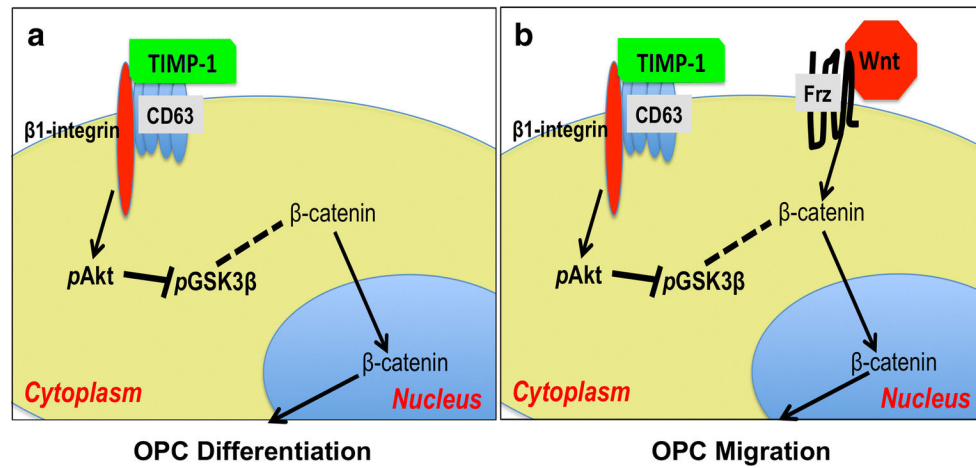 a
TIMP-1
CD63
β1-integrin
β-catenin
pAkt
pGSK3β
β-catenin
Cytoplasm
Nucleus
OPC Differentiation
b
TIMP-1
Wnt
Frz
CD63
β1-integrin
β-catenin
pAkt
pGSK3β
β-catenin
Cytoplasm
Nucleus
OPC Migration